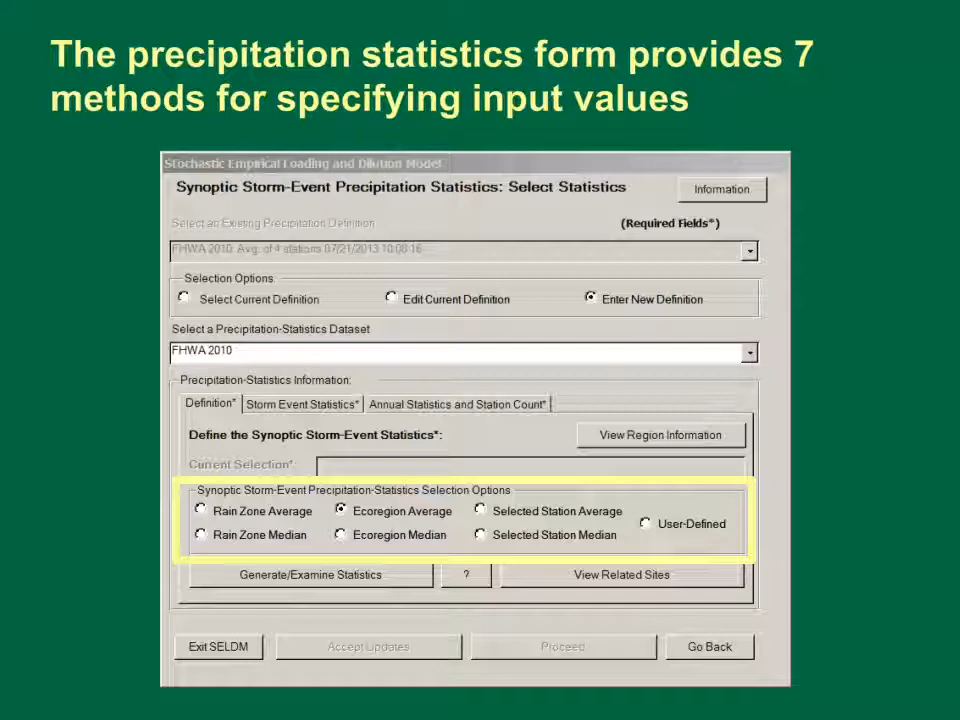 The precipitation statistics form provides 7
methods for specifying input values
Stochastic Empirical Loading and Dilution Model
Synoptic Storm-Event Precipitation Statistics: Select Statistics
Information
Select an Existing Precipitation Definition
(Required Fields*)
FHWA 2010: Avg. of 4 stations 07/21/2013 10:08:16
Selection Options
Select Current Definition
Edit Current Definition
Enter New Definition
Select a Precipitation-Statistics Dataset
FHWA 2010
Precipitation-Statistics Information:
Definition* Storm Event Statistics* Annual Statistics and Station Count*
Define the Synoptic Storm-Event Statistics*:
View Region Information
Current Selection*:
Synoptic Storm-Event Precipitation-Statistics Selection Options
Rain Zone Average Ecoregion Average Selected Station Average
User-Defined
Rain Zone Median Ecoregion Median Selected Station Median
Generate/Examine Statistics ? View Related Sites
Exit SELDM Accept Updates Proceed Go Back